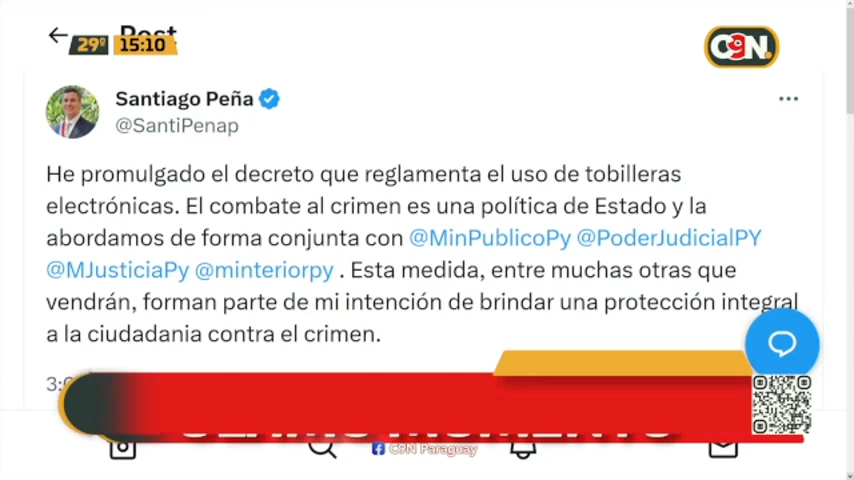 Post
29º 15:10
C9N.
Santiago Peña
@SantiPenap
He promulgado el decreto que reglamenta el uso de tobilleras
electrónicas. El combate al crimen es una política de Estado y la
abordamos de forma conjunta con @MinPublicoPy @PoderJudicialPY
@MJusticiaPy @minteriorpy . Esta medida, entre muchas otras que
vendrán, forman parte de mi intención de brindar una protección integral
a la ciudadania contra el crimen.
C9N Paraguay